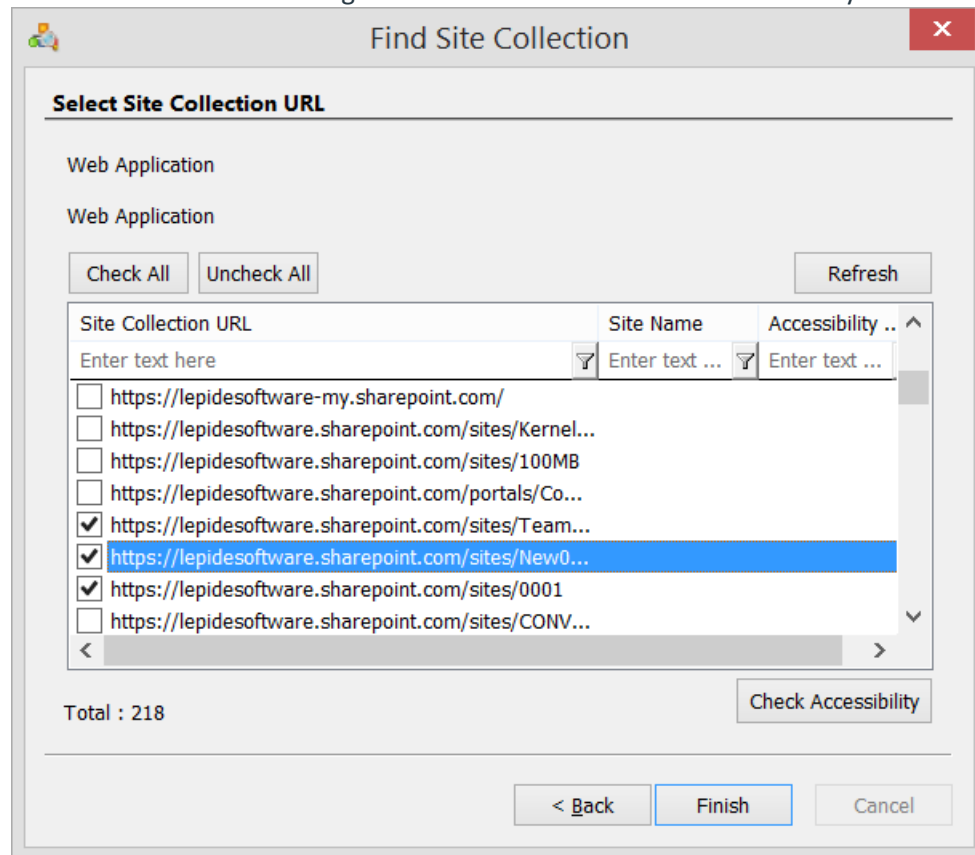 Find Site Collection
Select Site Collection URL
Web Application
Web Application
Check All Uncheck All Refresh
Site Collection URL Site Name Accessibility ..
Enter text here Enter text ... Enter text ...
https://lepidesoftware-my.sharepoint.com/
https://lepidesoftware.sharepoint.com/sites/Kernel...
https://lepidesoftware.sharepoint.com/sites/100MB
https://lepidesoftware.sharepoint.com/portals/Co...
https://lepidesoftware.sharepoint.com/sites/Team...
https://lepidesoftware.sharepoint.com/sites/New0...
https://lepidesoftware.sharepoint.com/sites/0001
https://lepidesoftware.sharepoint.com/sites/CONV...
Total : 218 Check Accessibility
< Back Finish Cancel